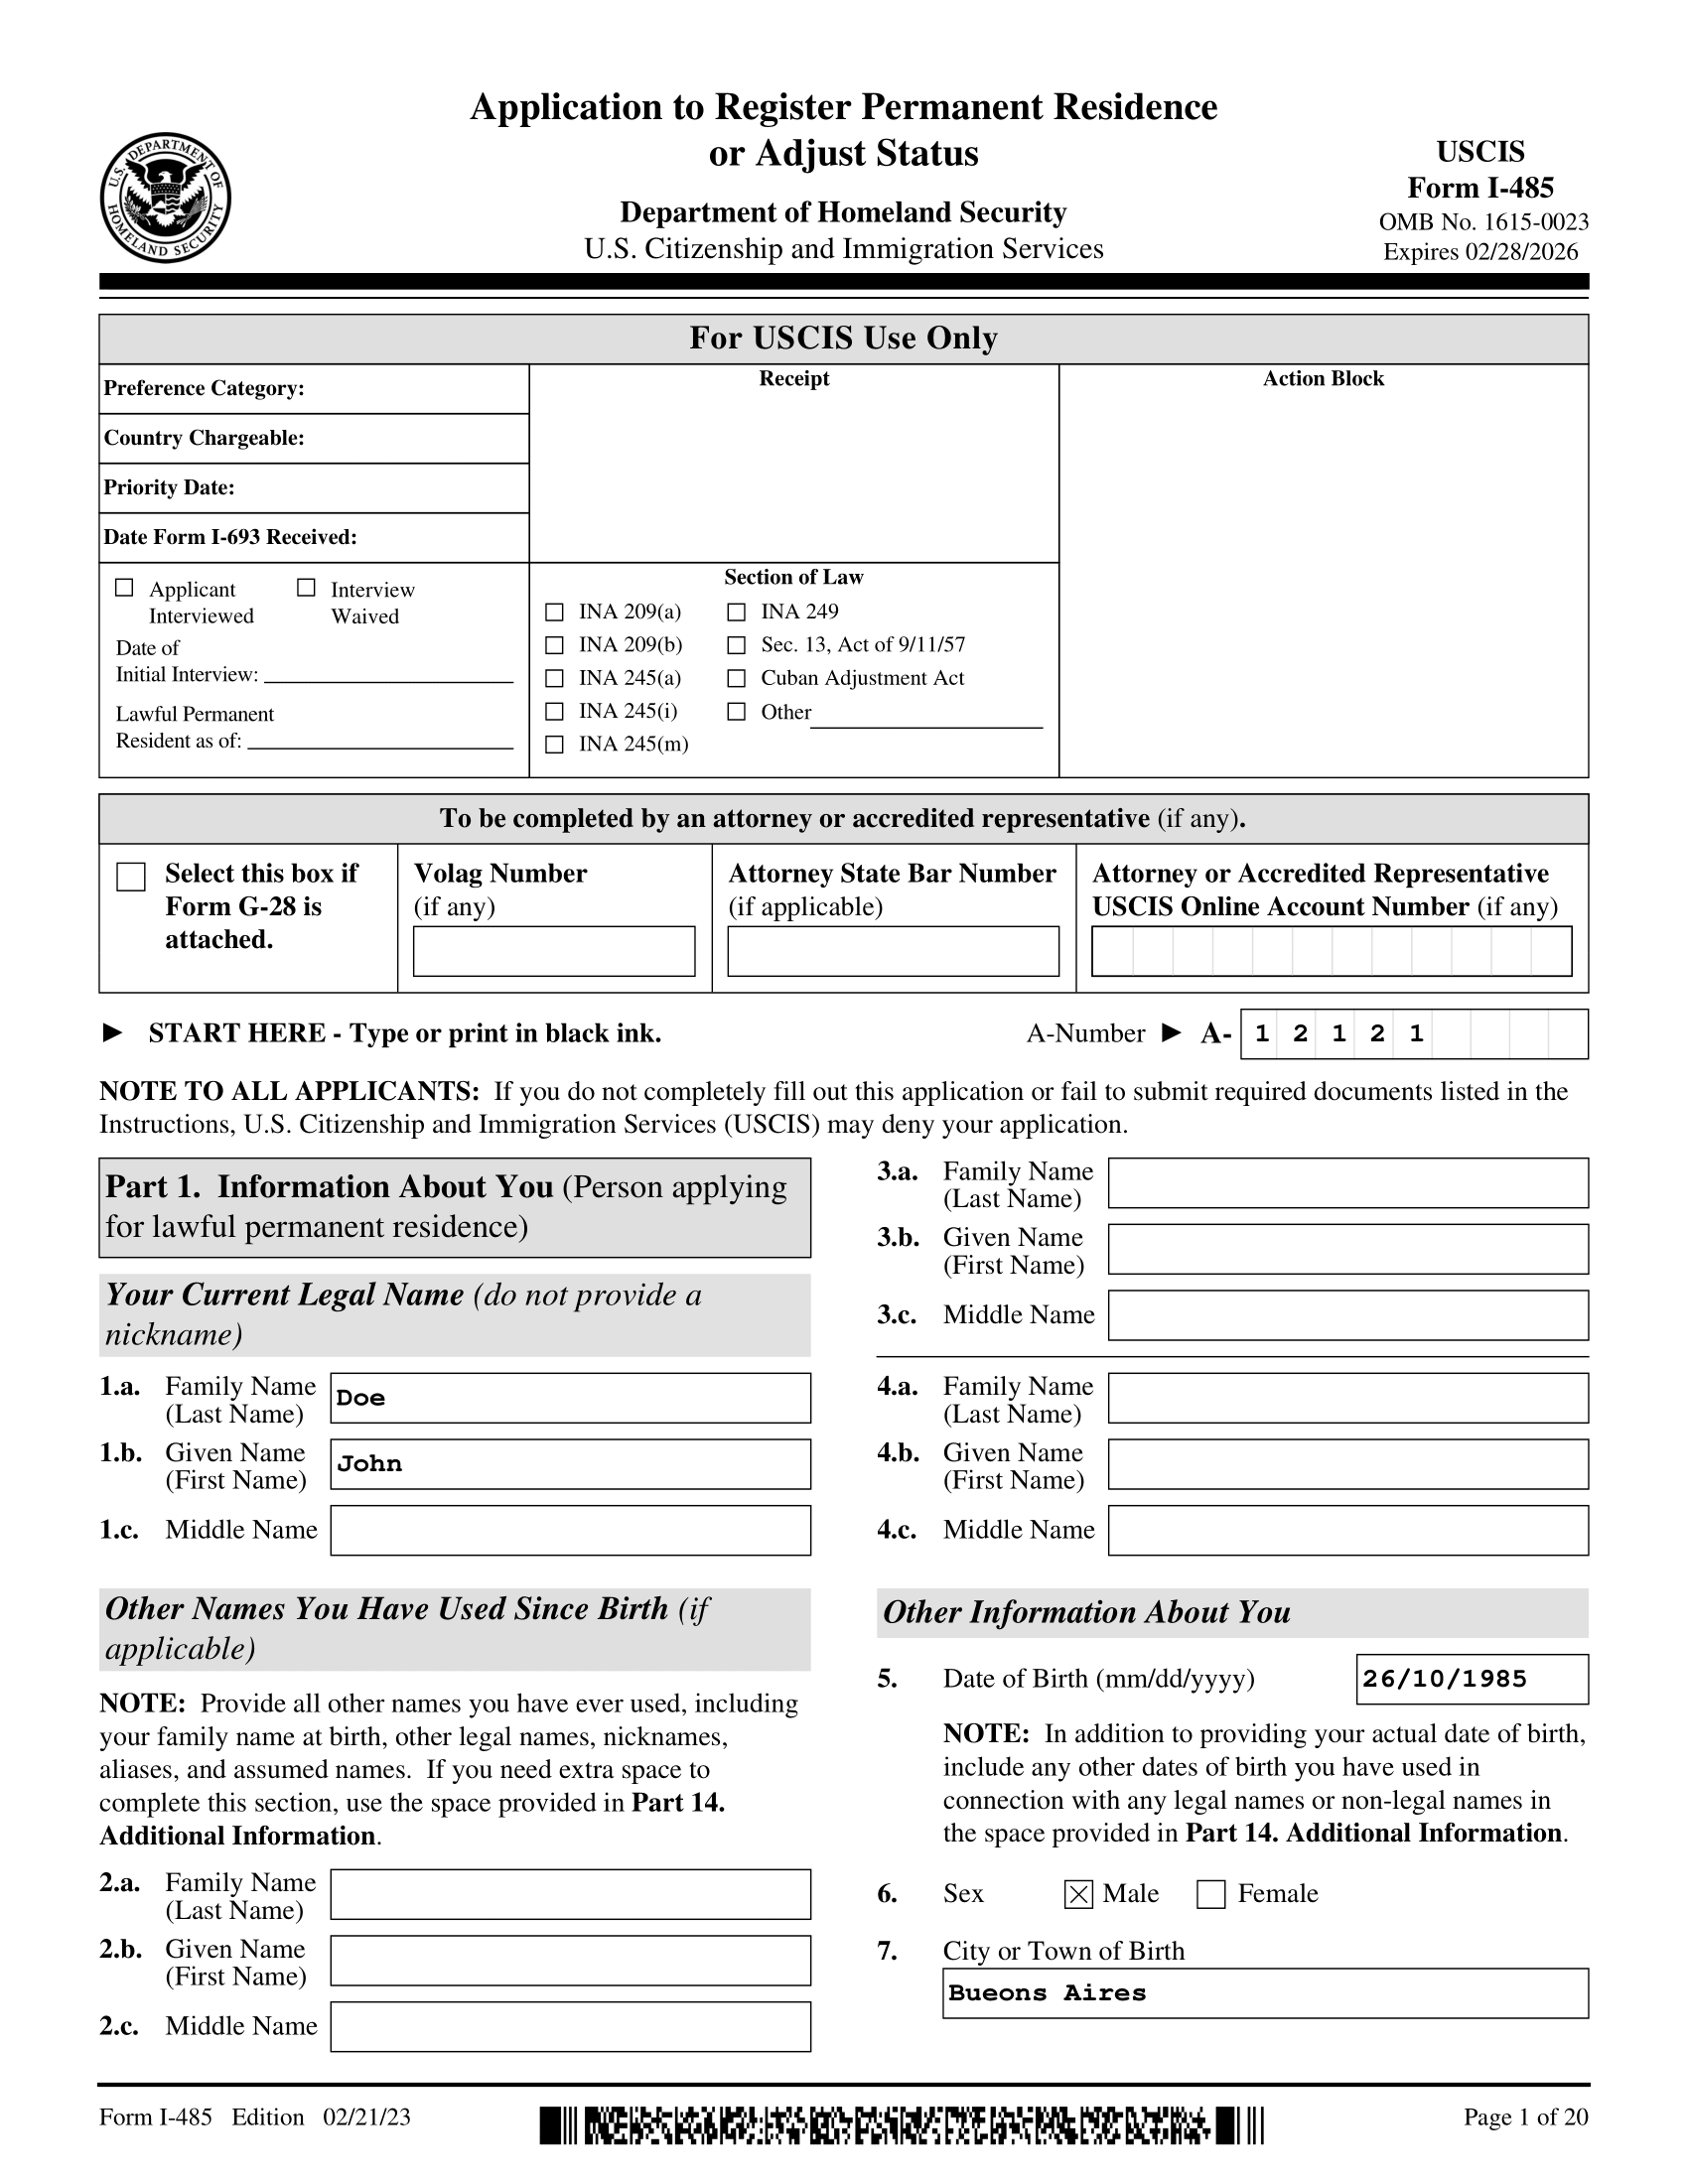 Application to Register Permanent Residence
or Adjust Status
Department of Homeland Security
U.S. Citizenship and Immigration Services
U.S. DEPARTMENT OF
HOMELAND SECURITY
USCIS
Form I-485
OMB No. 1615-0023
Expires 02/28/2026
For USCIS Use Only
Preference Category:
Country Chargeable:
Priority Date:
Date Form I-693 Received:
Applicant Interviewed
Interview Waived
Date of
Initial Interview:
Lawful Permanent
Resident as of:
Receipt
Section of Law
INA 209(a)
INA 209(b)
INA 245(a)
INA 245(i)
INA 245(m)
INA 249
Sec. 13, Act of 9/11/57
Cuban Adjustment Act
Other
Action Block
To be completed by an attorney or accredited representative (if any).
Select this box if
Form G-28 is
attached.
Volag Number
(if any)
Attorney State Bar Number
(if applicable)
Attorney or Accredited Representative
USCIS Online Account Number (if any)
► START HERE - Type or print in black ink.
A-Number ► A- 1 2 1 2 1
NOTE TO ALL APPLICANTS: If you do not completely fill out this application or fail to submit required documents listed in the
Instructions, U.S. Citizenship and Immigration Services (USCIS) may deny your application.
Part 1. Information About You (Person applying
for lawful permanent residence)
Your Current Legal Name (do not provide a
nickname)
1.a. Family Name
(Last Name)
Doe
1.b. Given Name
(First Name)
John
1.c. Middle Name
Other Names You Have Used Since Birth (if
applicable)
NOTE: Provide all other names you have ever used, including
your family name at birth, other legal names, nicknames,
aliases, and assumed names. If you need extra space to
complete this section, use the space provided in Part 14.
Additional Information.
2.a. Family Name
(Last Name)
2.b. Given Name
(First Name)
2.c. Middle Name
3.a. Family Name
(Last Name)
3.b. Given Name
(First Name)
3.c. Middle Name
4.a. Family Name
(Last Name)
4.b. Given Name
(First Name)
4.c. Middle Name
Other Information About You
5. Date of Birth (mm/dd/yyyy) 26/10/1985
NOTE: In addition to providing your actual date of birth,
include any other dates of birth you have used in
connection with any legal names or non-legal names in
the space provided in Part 14. Additional Information.
6. Sex Male Female
7. City or Town of Birth
Bueons Aires
Form I-485 Edition 02/21/23
Page 1 of 20